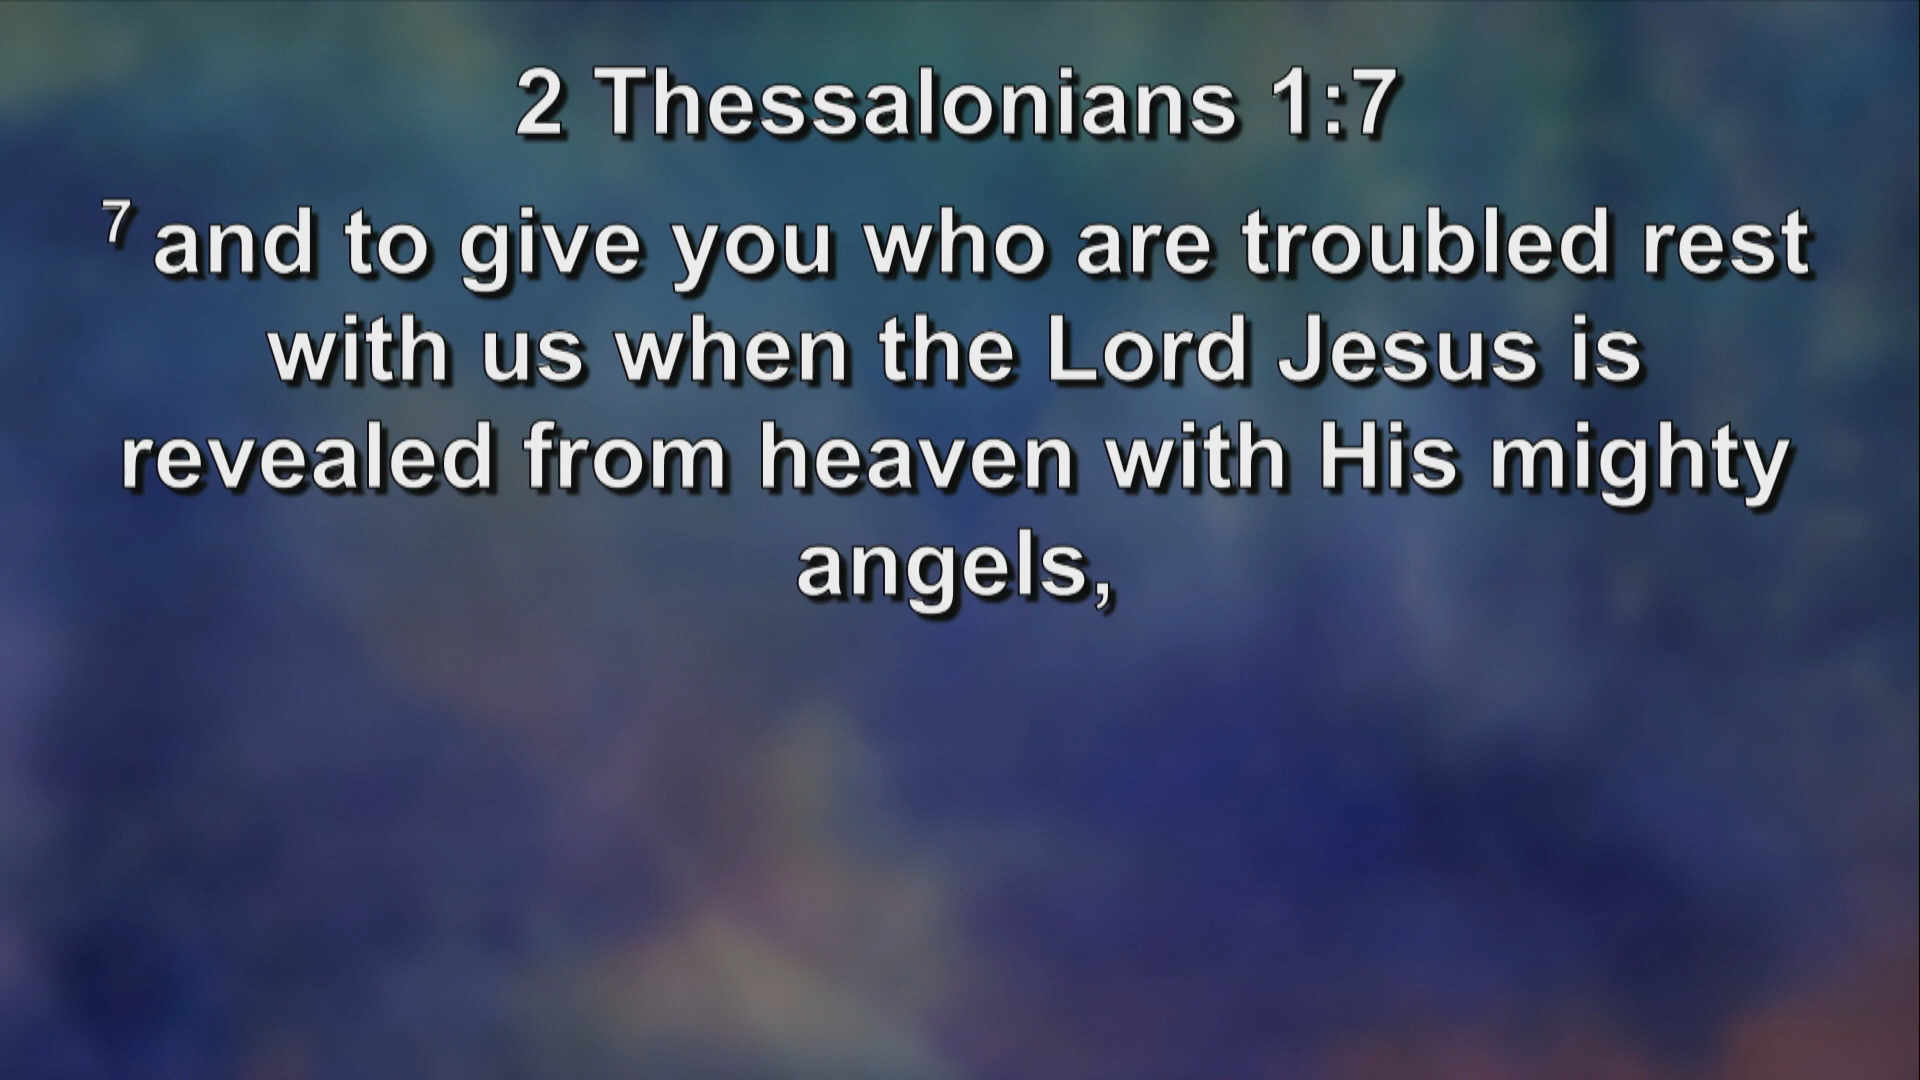 2 Thessalonians 1:7
7 and to give you who are troubled rest
with us when the Lord Jesus is
revealed from heaven with His mighty
angels,